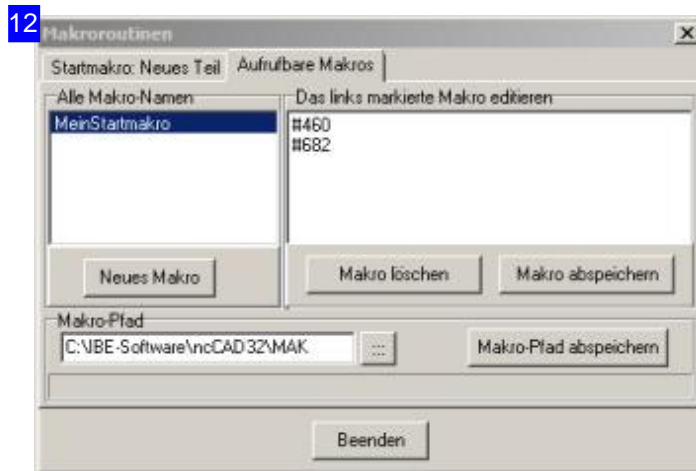 12
Makroroutinen
Startmakro: Neues Teil Aufrufbare Makros
Alle Makro-Namen
MeinStartmakro
Neues Makro
Das links markierte Makro editieren
#460
#682
Makro löschen Makro abspeichern
Makro-Pfad
C:\IBE-Software\ncCAD32\MAK ... Makro-Pfad abspeichern
Beenden